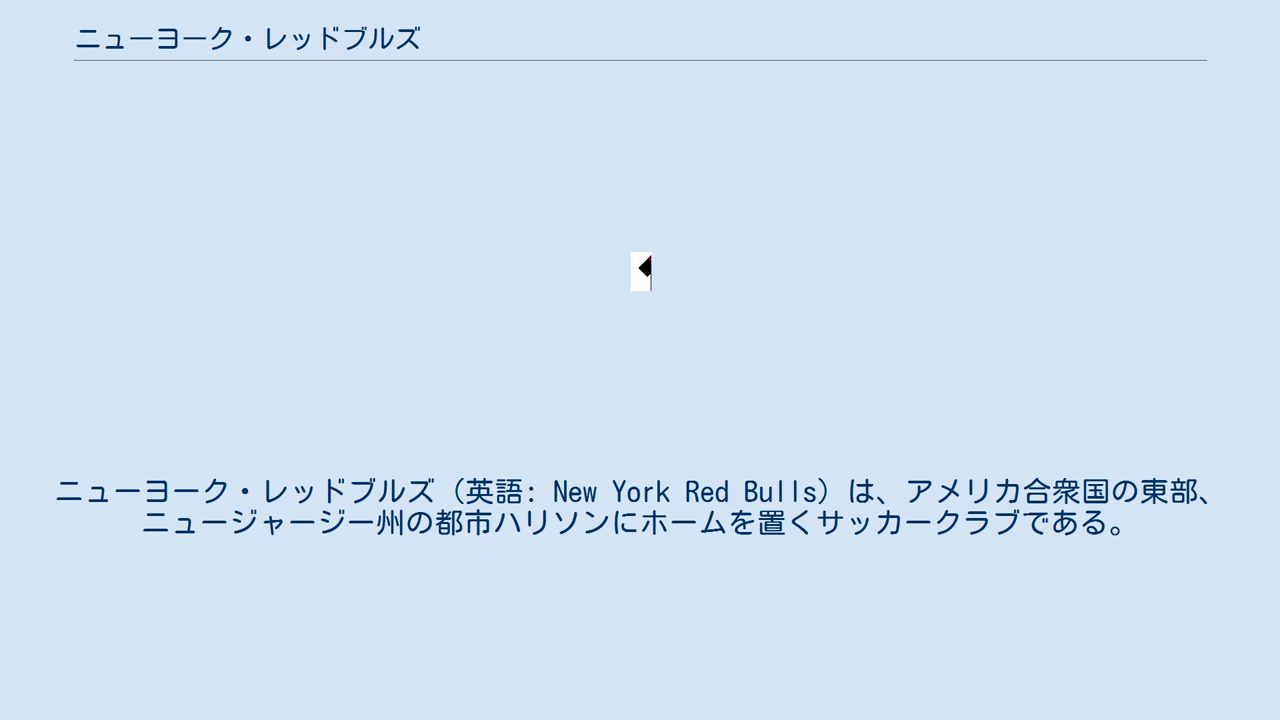 ニューヨーク・レッドブルズ
ニューヨーク・レッドブルズ（英語: New York Red Bulls）は、アメリカ合衆国の東部、
ニュージャージー州の都市ハリソンにホームを置くサッカークラブである。